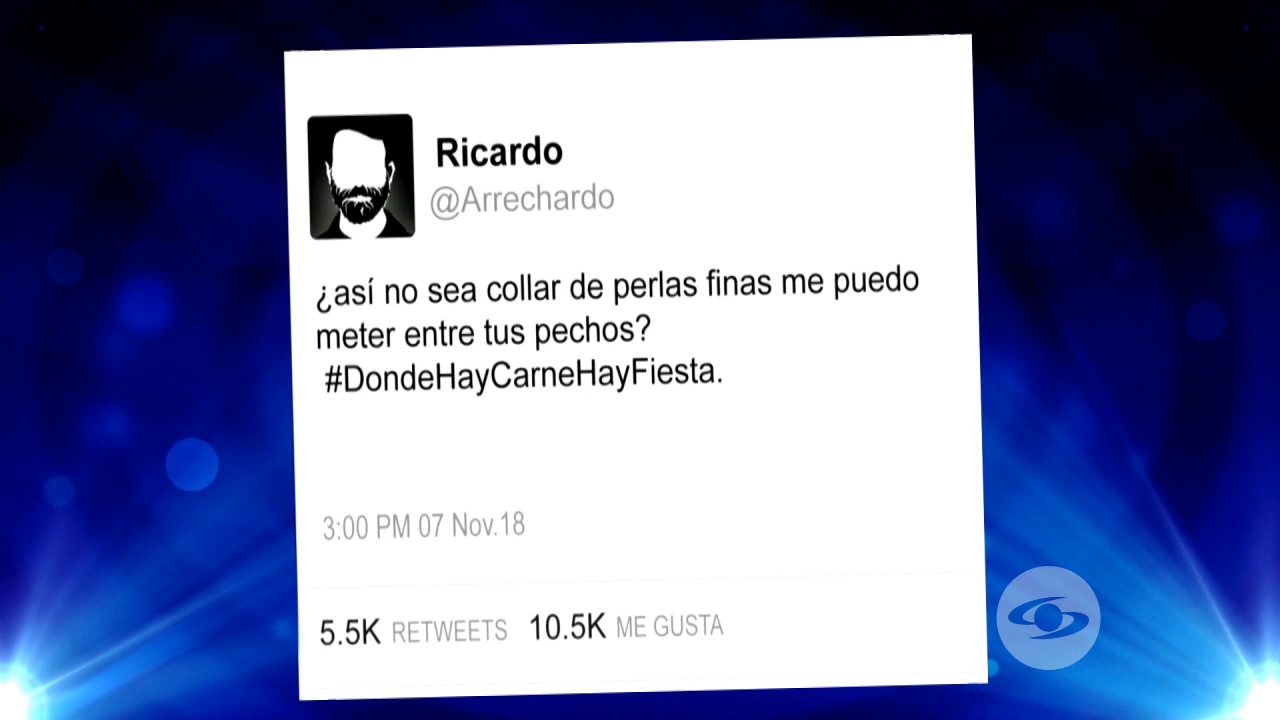 Ricardo
@Arrechardo
¿así no sea collar de perlas finas me puedo
meter entre tus pechos?
#DondeHayCarneHayFiesta.
3:00 PM 07 Nov.18
5.5K RETWEETS 10.5K ME GUSTA